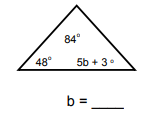 84°
48° 5b + 3 °
b = ____